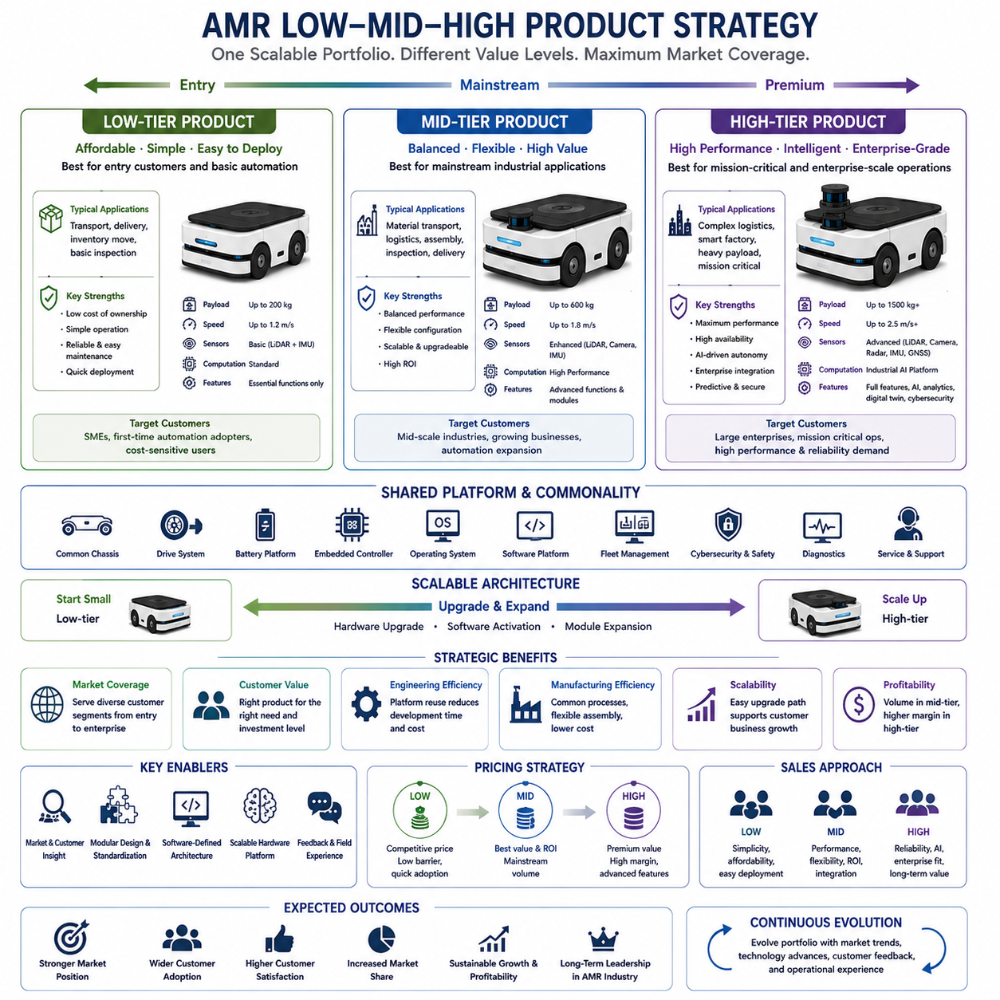 AMR LOW–MID–HIGH PRODUCT STRATEGY
One Scalable Portfolio. Different Value Levels. Maximum Market Coverage.
Entry
Mainstream
Premium
LOW-TIER PRODUCT
Affordable · Simple · Easy to Deploy
Best for entry customers and basic automation
Typical Applications
Transport, delivery,
inventory move,
basic inspection
Key Strengths
· Low cost of ownership
· Simple operation
· Reliable & easy
maintenance
· Quick deployment
Payload Up to 200 kg
Speed Up to 1.2 m/s
Sensors Basic (LiDAR + IMU)
Computation Standard
Features Essential functions only
Target Customers
SMEs, first-time automation adopters,
cost-sensitive users
MID-TIER PRODUCT
Balanced · Flexible · High Value
Best for mainstream industrial applications
Typical Applications
Material transport,
logistics, assembly,
inspection, delivery
Key Strengths
· Balanced performance
· Flexible configuration
· Scalable & upgradeable
· High ROI
Payload Up to 600 kg
Speed Up to 1.8 m/s
Sensors Enhanced (LiDAR, Camera,
IMU)
Computation High Performance
Features Advanced functions &
modules
Target Customers
Mid-scale industries, growing businesses,
automation expansion
HIGH-TIER PRODUCT
High Performance · Intelligent · Enterprise-Grade
Best for mission-critical and enterprise-scale operations
Typical Applications
Complex logistics,
smart factory,
heavy payload,
mission critical
Key Strengths
· Maximum performance
· High availability
· AI-driven autonomy
· Enterprise integration
· Predictive & secure
Payload Up to 1500 kg+
Speed Up to 2.5 m/s+
Sensors Advanced (LiDAR, Camera,
Radar, IMU, GNSS)
Computation Industrial AI Platform
Features Full features, AI, analytics,
digital twin, cybersecurity
Target Customers
Large enterprises, mission critical ops,
high performance & reliability demand
SHARED PLATFORM & COMMONALITY
OS
</>
Common Chassis
Drive System
Battery Platform
Embedded Controller
Operating System
Software Platform
Fleet Management
Cybersecurity & Safety
Diagnostics
Service & Support
SCALABLE ARCHITECTURE
Start Small
Low-tier
Upgrade & Expand
Hardware Upgrade • Software Activation • Module Expansion
Scale Up
High-tier
STRATEGIC BENEFITS
Market Coverage
Serve diverse customer
segments from entry
to enterprise
Customer Value
Right product for the
right need and
investment level
Engineering Efficiency
Platform reuse reduces
development time
and cost
Manufacturing Efficiency
Common processes,
flexible assembly,
lower cost
Scalability
Easy upgrade path
supports customer
business growth
$
Profitability
Volume in mid-tier,
higher margin in
high-tier
KEY ENABLERS
</>
Market & Customer
Insight
Modular Design &
Standardization
Software-Defined
Architecture
Scalable Hardware
Platform
Feedback & Field
Experience
PRICING STRATEGY
LOW
Competitive price
Low barrier,
quick adoption
MID
Best value & ROI
Mainstream
volume
HIGH
Premium value
High margin,
advanced features
SALES APPROACH
LOW
Simplicity,
affordability,
easy deployment
MID
Performance,
flexibility, ROI,
integration
HIGH
Reliability, AI,
enterprise fit,
long-term value
EXPECTED OUTCOMES
Stronger Market
Position
Wider Customer
Adoption
Higher Customer
Satisfaction
Increased Market
Share
Sustainable Growth &
Profitability
Long-Term Leadership
in AMR Industry
CONTINUOUS EVOLUTION
Evolve portfolio with market trends,
technology advances, customer feedback,
and operational experience